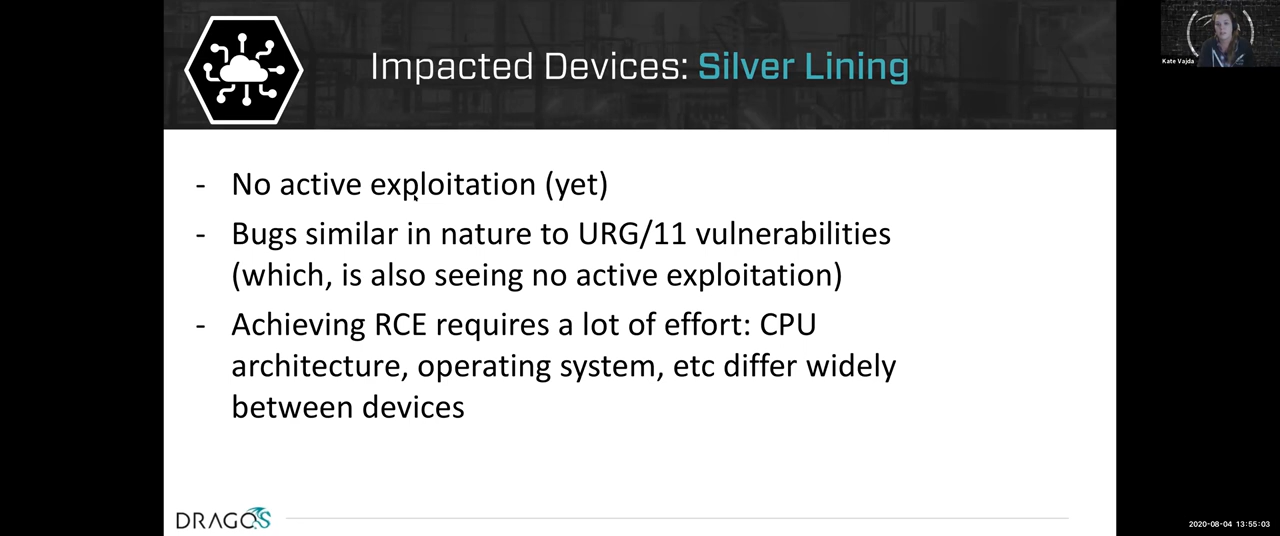 Impacted Devices: Silver Lining
Kate Vajda
- No active exploitation (yet)
- Bugs similar in nature to URG/11 vulnerabilities
(which, is also seeing no active exploitation)
- Achieving RCE requires a lot of effort: CPU
architecture, operating system, etc differ widely
between devices
DRAGOS
2020-08-04 13:55:03